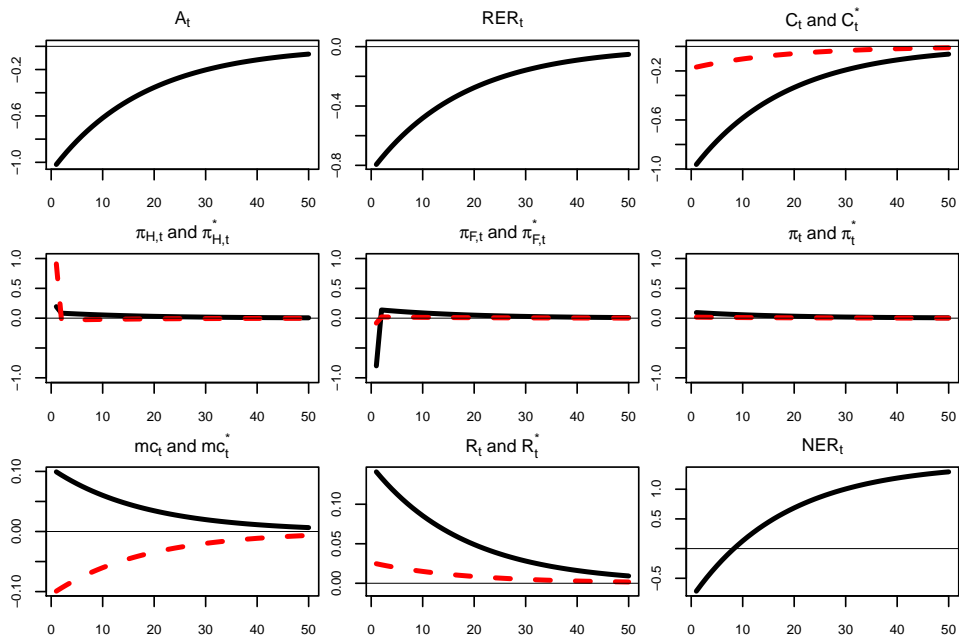 A_t RER_t C_t and C_t^*
-0.2 0.0 -0.2
-0.6 -0.4 -0.6
-1.0 -0.8 -1.0
0 10 20 30 40 50 0 10 20 30 40 50 0 10 20 30 40 50
π_H,t and π_H,t^* π_F,t and π_F,t^* π_t and π_t^*
1.0 1.0 1.0
0.5 0.5 0.5
0.0 0.0 0.0
-1.0 -1.0 -1.0
0 10 20 30 40 50 0 10 20 30 40 50 0 10 20 30 40 50
mc_t and mc_t^* R_t and R_t^* NER_t
0.10 0.10 1.0
0.00 0.05 0.5
-0.10 0.00 -0.5
0 10 20 30 40 50 0 10 20 30 40 50 0 10 20 30 40 50